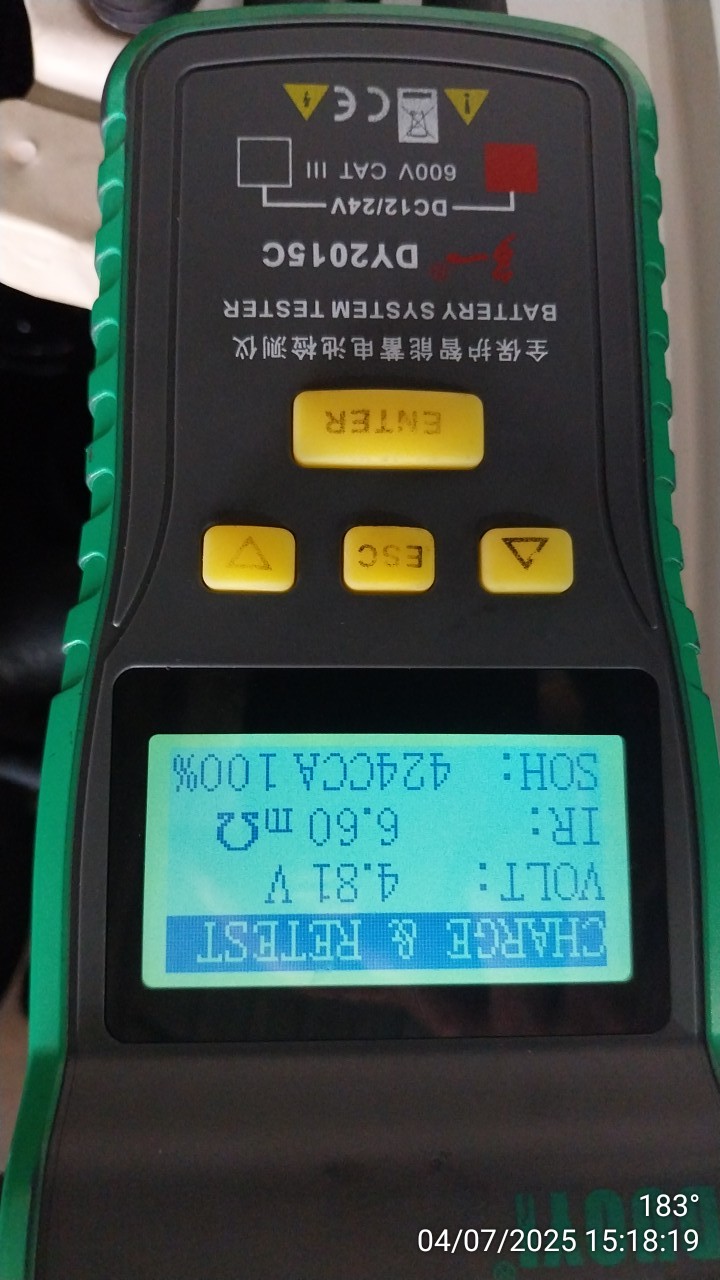 CHARGE & RETEST
VOLT: 4.81 V
IR: 6.60 mΩ
SOH: 424CCA 100%
ESC
ENTER
全保护智能蓄电池检测仪
BATTERY SYSTEM TESTER
DY2015C
DC12/24V
600V CAT III
CE
183°
04/07/2025 15:18:19